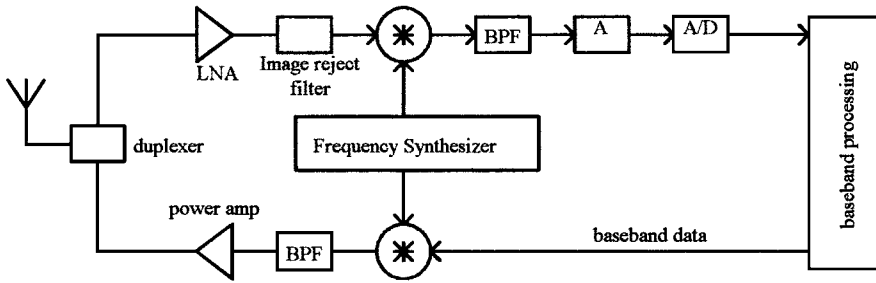 LNA
Image reject
filter
BPF
A
A/D
baseband processing
duplexer
Frequency Synthesizer
power amp
BPF
baseband data